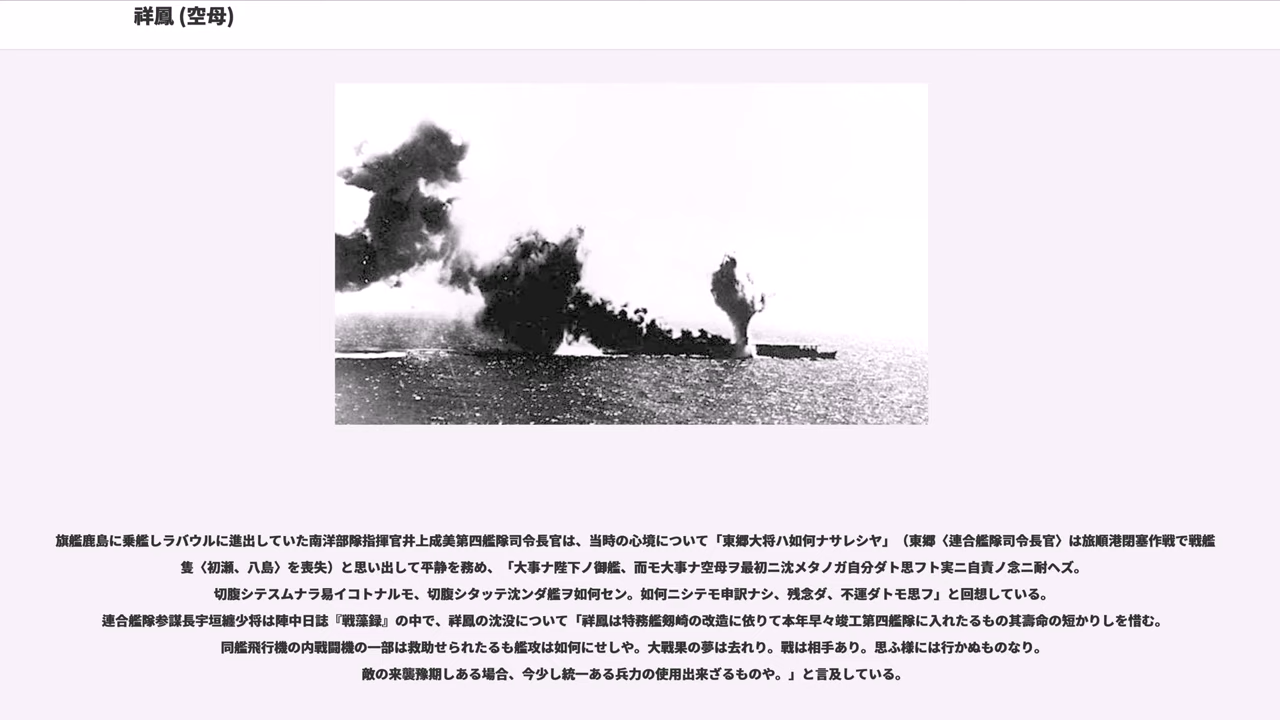 祥鳳 (空母)
旗艦鹿島に乗艦しラバウルに進出していた南洋部隊指揮官井上成美第四艦隊司令長官は、当時の心境について「東郷大将ハ如何ナサレシヤ」（東郷〈連合艦隊司令長官〉は旅順港閉塞作戦で戦艦
隻〈初瀬、八島〉を喪失）と思い出して平静を務め、「大事ナ陛下ノ御艦、而モ大事ナ空母ヲ最初ニ沈メタノガ自分ダト思フト実ニ自責ノ念ニ耐ヘズ。
切腹シテスムナラ易イコトナルモ、切腹シタッテ沈ンダ艦ヲ如何セン。如何ニシテモ申訳ナシ、残念ダ、不運ダトモ思フ」と回想している。
連合艦隊参謀長宇垣纏少将は陣中日誌『戦藻録』の中で、祥鳳の沈没について「祥鳳は特務艦剱崎の改造に依りて本年早々竣工第四艦隊に入れたるもの其壽命の短かりしを惜む。
同艦飛行機の内戦闘機の一部は救助せられたるも艦攻は如何にせしや。大戦果の夢は去れり。戰は相手あり。思ふ様には行かぬものなり。
敵の来襲豫期しある場合、今少し統一ある兵力の使用出来ざるものや。」と言及している。